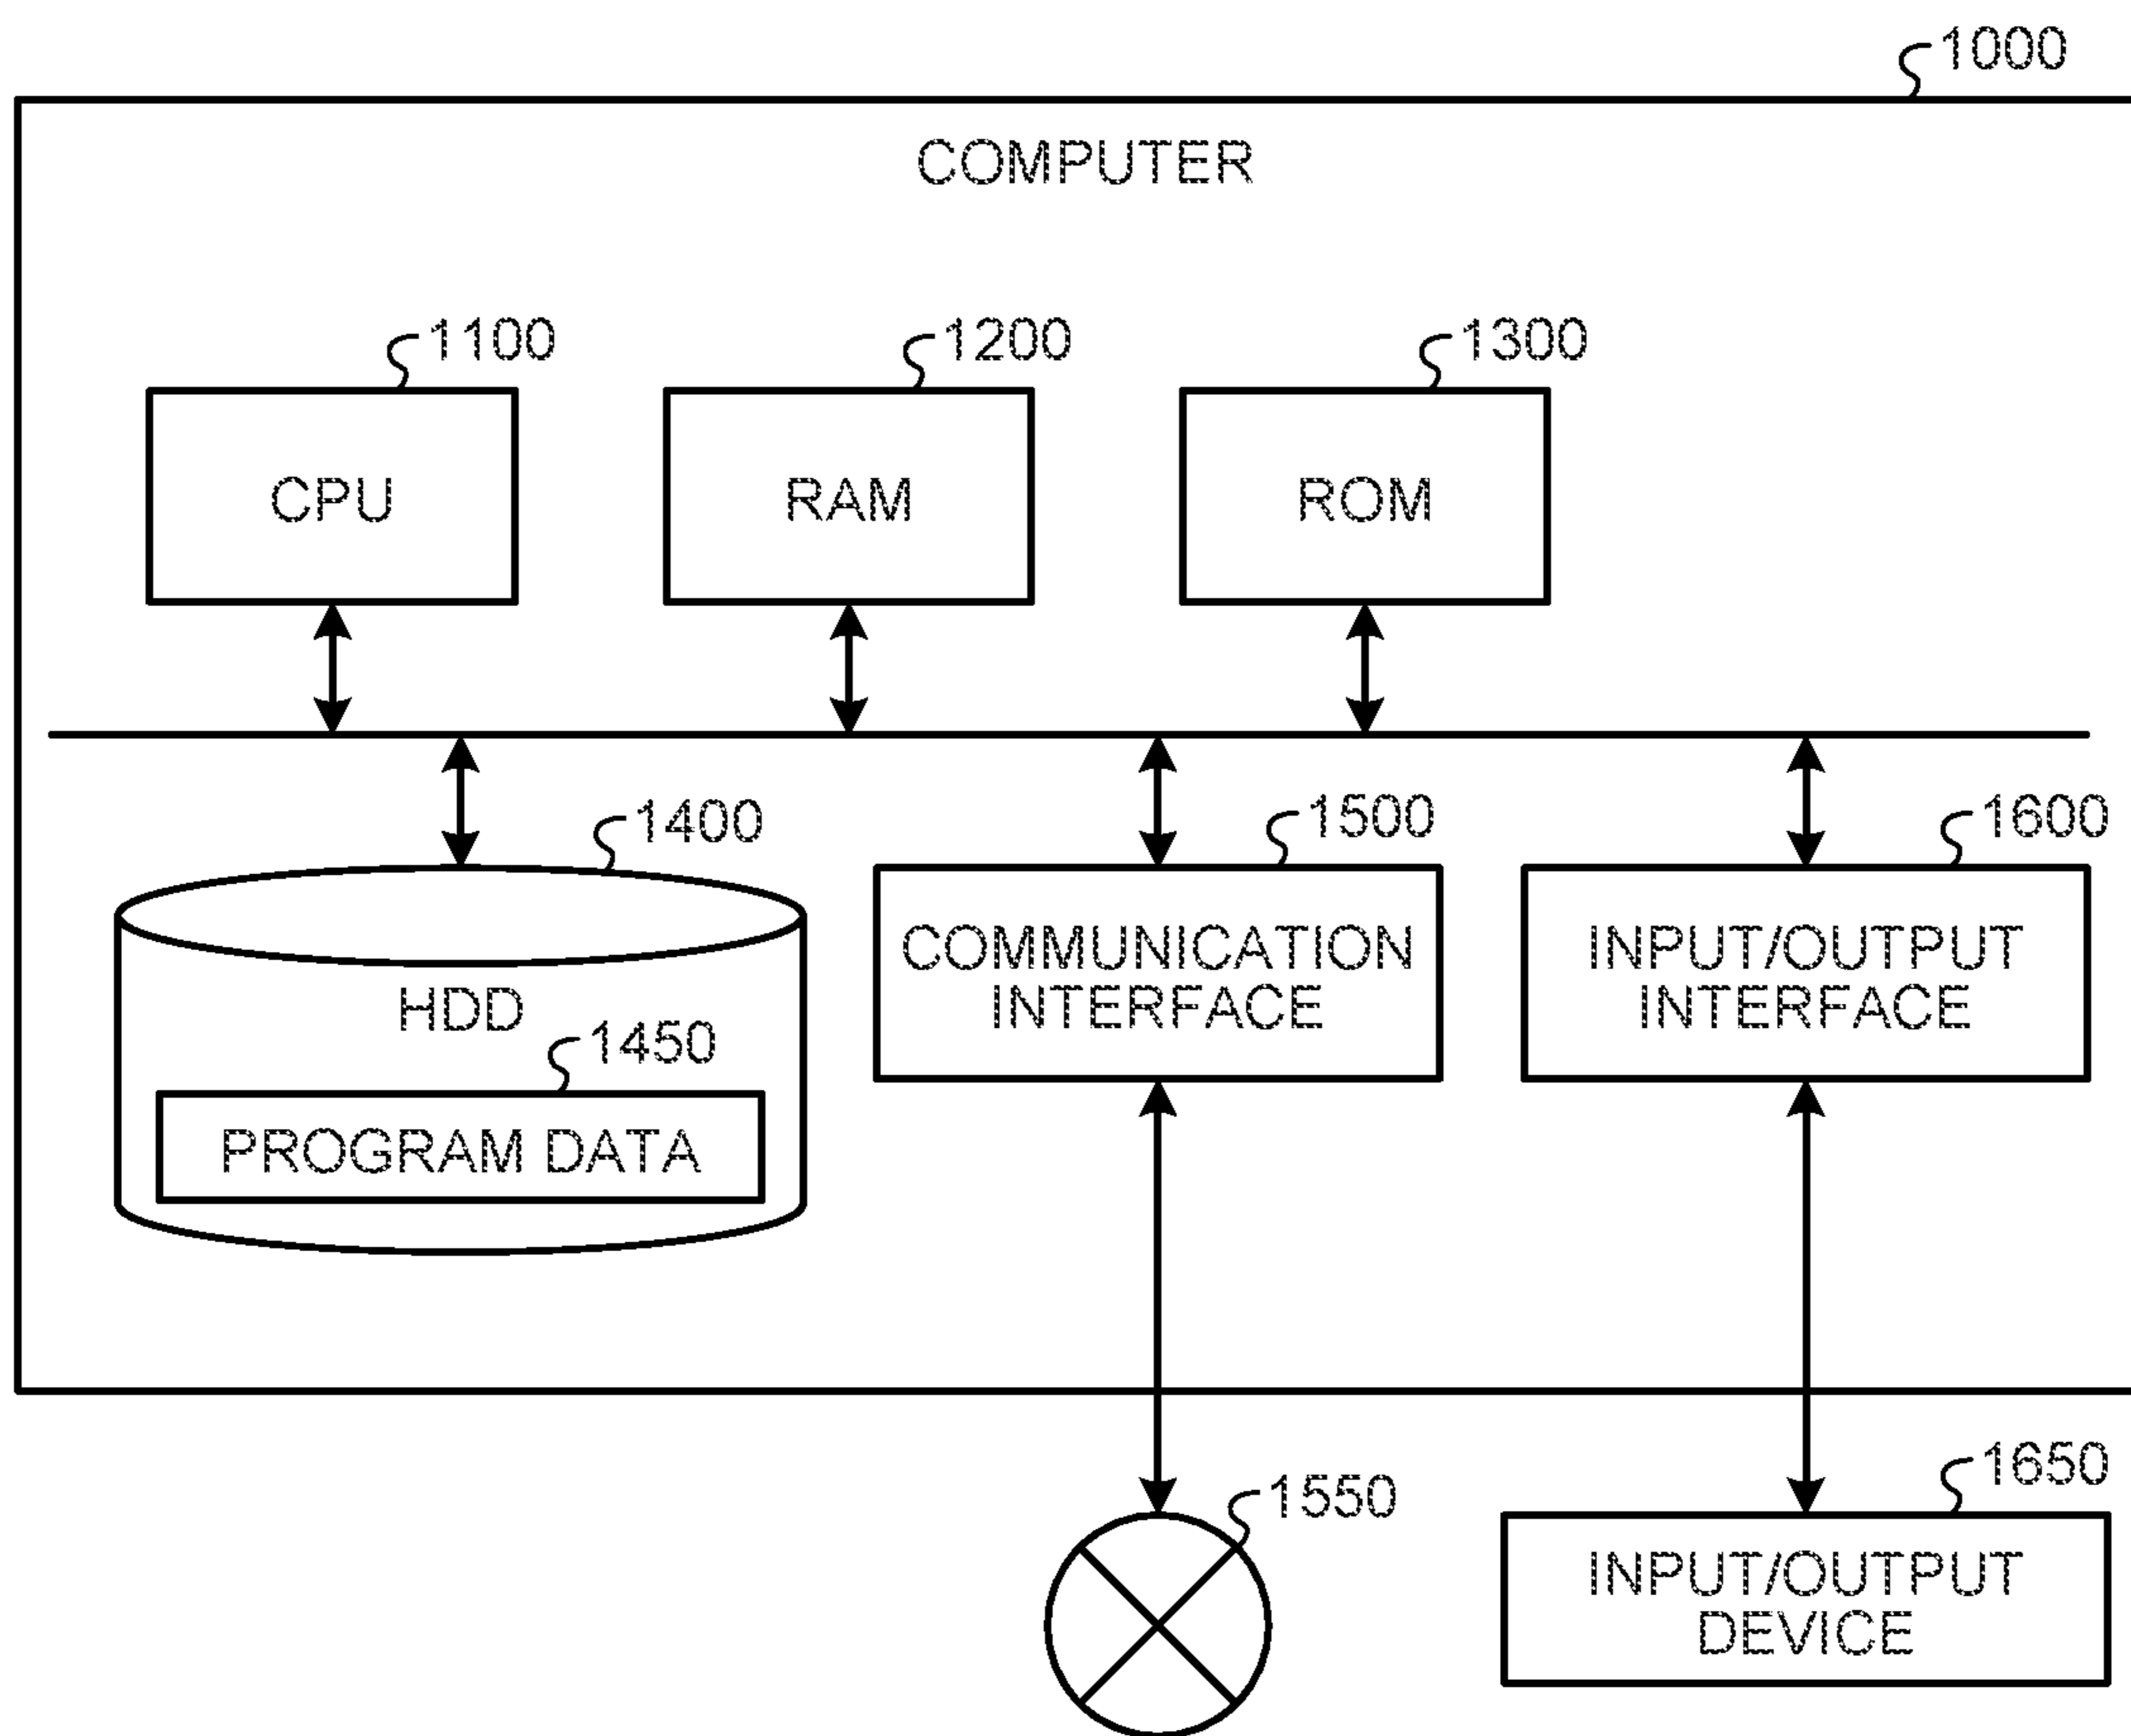 1000
COMPUTER
1100
1200
1300
CPU
RAM
ROM
1400
1500
1600
HDD
1450
PROGRAM DATA
COMMUNICATION
INTERFACE
INPUT/OUTPUT
INTERFACE
1550
1650
INPUT/OUTPUT
DEVICE